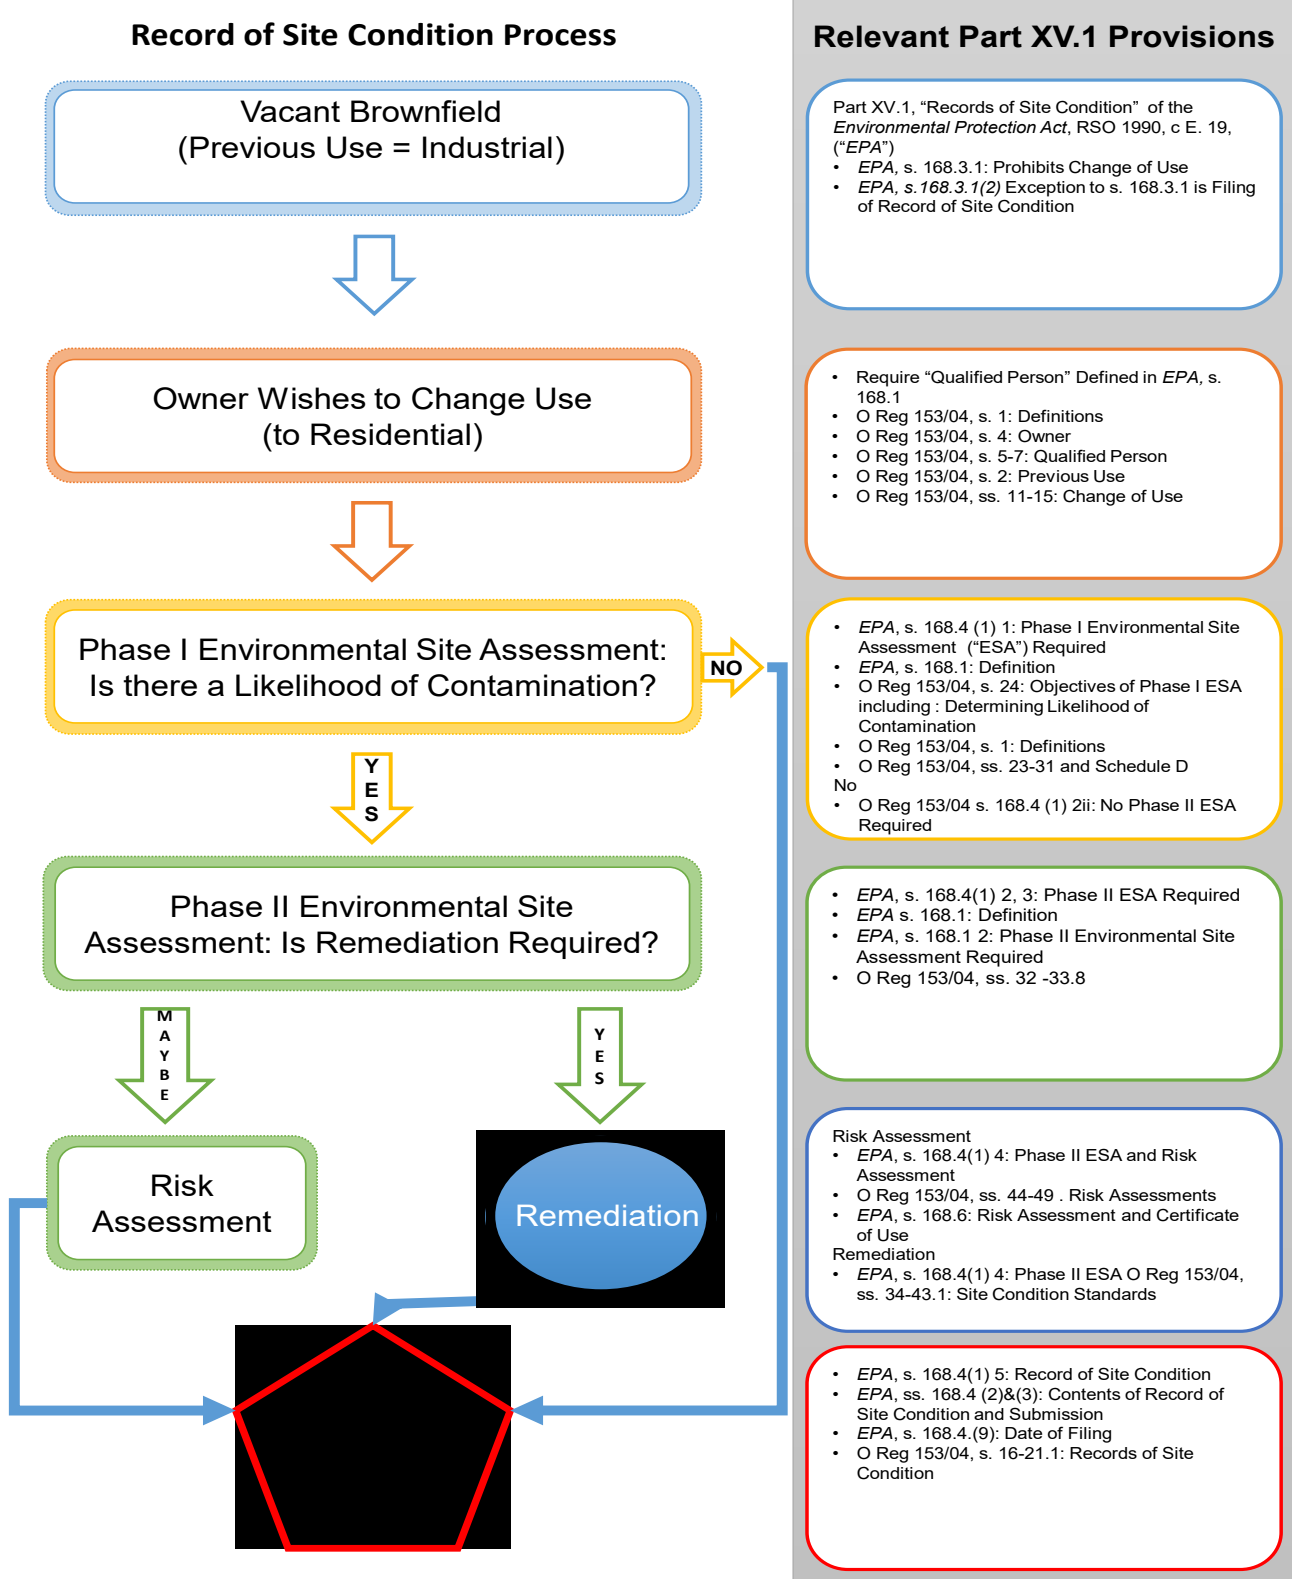 Record of Site Condition Process
Vacant Brownfield
(Previous Use = Industrial)
Owner Wishes to Change Use
(to Residential)
Phase I Environmental Site Assessment:
Is there a Likelihood of Contamination?
NO
Y
E
S
Phase II Environmental Site
Assessment: Is Remediation Required?
M
A
Y
B
E
Y
E
S
Risk
Assessment
Remediation
Relevant Part XV.1 Provisions
Part XV.1, “Records of Site Condition” of the
Environmental Protection Act, RSO 1990, c E. 19,
(“EPA”)
• EPA, s. 168.3.1: Prohibits Change of Use
• EPA, s.168.3.1(2) Exception to s. 168.3.1 is Filing
of Record of Site Condition
• Require “Qualified Person” Defined in EPA, s.
168.1
• O Reg 153/04, s. 1: Definitions
• O Reg 153/04, s. 4: Owner
• O Reg 153/04, s. 5-7: Qualified Person
• O Reg 153/04, s. 2: Previous Use
• O Reg 153/04, ss. 11-15: Change of Use
• EPA, s. 168.4 (1) 1: Phase I Environmental Site
Assessment (“ESA”) Required
• EPA, s. 168.1: Definition
• O Reg 153/04, s. 24: Objectives of Phase I ESA
including : Determining Likelihood of
Contamination
• O Reg 153/04, s. 1: Definitions
• O Reg 153/04, ss. 23-31 and Schedule D
No
• O Reg 153/04 s. 168.4 (1) 2ii: No Phase II ESA
Required
• EPA, s. 168.4(1) 2, 3: Phase II ESA Required
• EPA s. 168.1: Definition
• EPA, s. 168.1 2: Phase II Environmental Site
Assessment Required
• O Reg 153/04, ss. 32 -33.8
Risk Assessment
• EPA, s. 168.4(1) 4: Phase II ESA and Risk
Assessment
• O Reg 153/04, ss. 44-49 . Risk Assessments
• EPA, s. 168.6: Risk Assessment and Certificate
of Use
Remediation
• EPA, s. 168.4(1) 4: Phase II ESA O Reg 153/04,
ss. 34-43.1: Site Condition Standards
• EPA, s. 168.4(1) 5: Record of Site Condition
• EPA, ss. 168.4 (2)&(3): Contents of Record of
Site Condition and Submission
• EPA, s. 168.4.(9): Date of Filing
• O Reg 153/04, s. 16-21.1: Records of Site
Condition